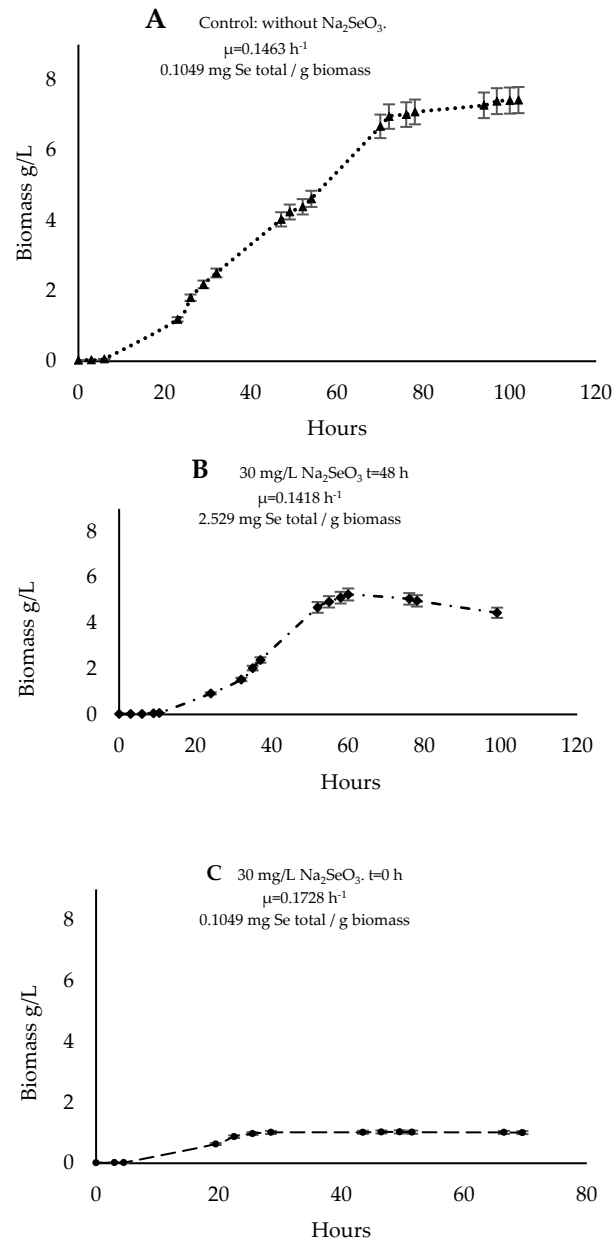 A Control: without Na₂SeO₃.
μ=0.1463 h⁻¹
0.1049 mg Se total / g biomass
8
6
4
2
0
Biomass g/L
0 20 40 60 80 100 120
Hours
B 30 mg/L Na₂SeO₃ t=48 h
μ=0.1418 h⁻¹
2.529 mg Se total / g biomass
8
6
4
2
0
Biomass g/L
0 20 40 60 80 100 120
Hours
C 30 mg/L Na₂SeO₃. t=0 h
μ=0.1728 h⁻¹
0.1049 mg Se total / g biomass
8
6
4
2
0
Biomass g/L
0 20 40 60 80
Hours